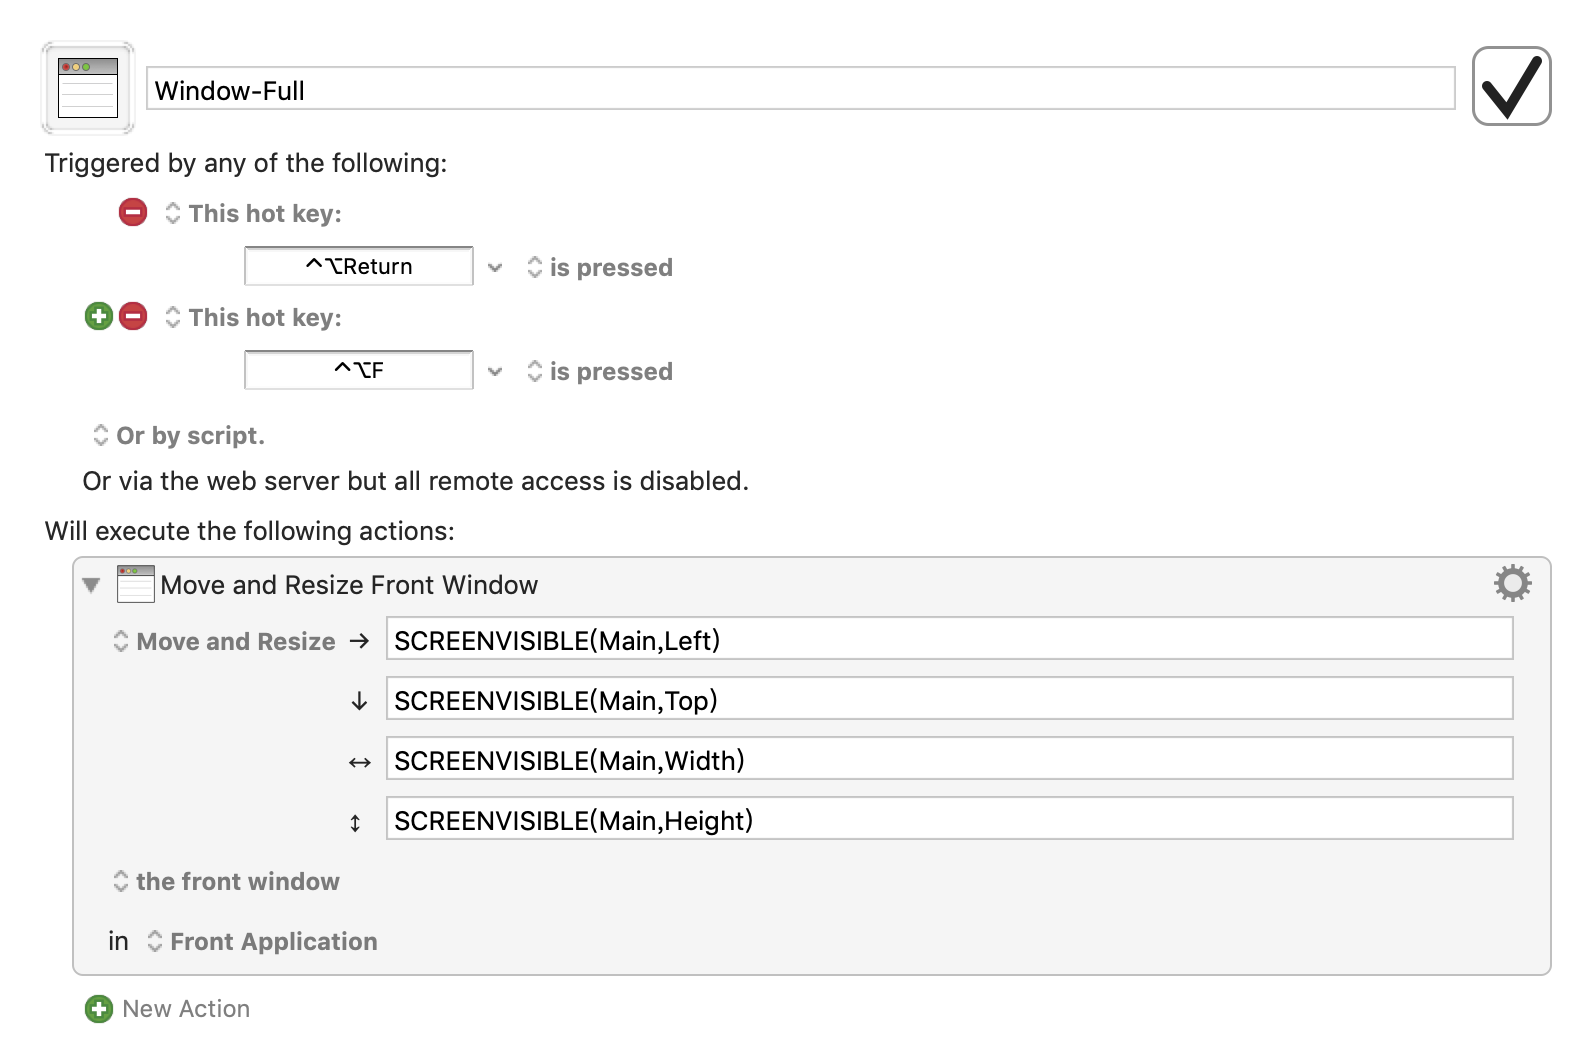 Window-Full
Triggered by any of the following:
This hot key:
^⌥Return is pressed
This hot key:
^⌥F is pressed
Or by script.
Or via the web server but all remote access is disabled.
Will execute the following actions:
Move and Resize Front Window
Move and Resize → SCREENVISIBLE(Main,Left)
↓ SCREENVISIBLE(Main,Top)
↔ SCREENVISIBLE(Main,Width)
↕ SCREENVISIBLE(Main,Height)
the front window
in Front Application
New Action